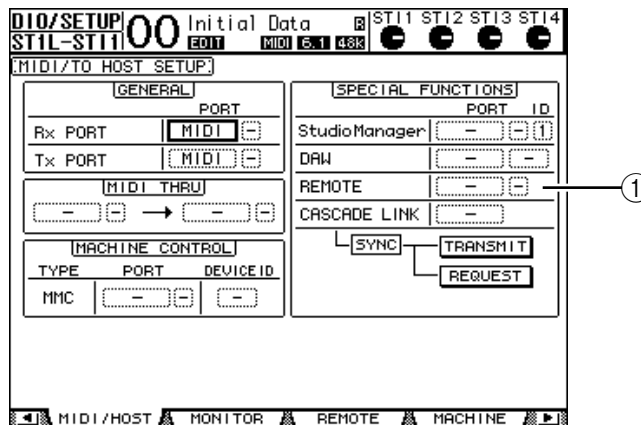 DIO/SETUP 00 Initial Data R ST11 ST12 ST13 ST14
ST1L-ST11 EDIT MIDI 6.1 48k
MIDI/TO HOST SETUP
GENERAL
PORT
Rx PORT MIDI -
Tx PORT MIDI -
MIDI THRU
- - → - -
MACHINE CONTROL
TYPE PORT DEVICE ID
MMC - - -
SPECIAL FUNCTIONS
PORT ID
StudioManager - - 1
DAW - -
REMOTE - -
CASCADE LINK -
SYNC TRANSMIT
REQUEST
1
MIDI/HOST MONITOR REMOTE MACHINE